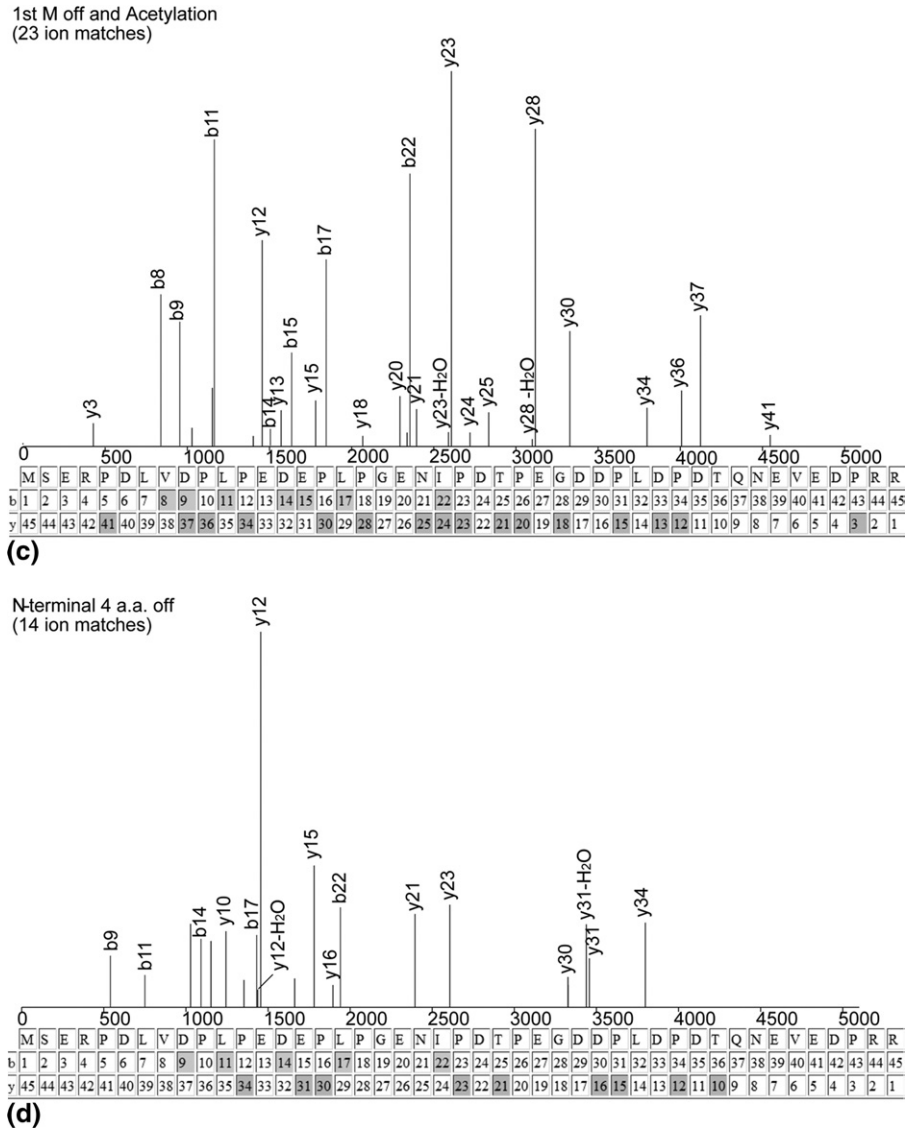 1st M off and Acetylation
(23 ion matches)
y23
y28
b11
b22
y12
b17
b8
y37
b9
y30
b15
y15
y20
y36
y13
y21
y25
y34
y3
b14
y18
y23-H₂O
y24
y28 -H₂O
y41
0 500 1000 1500 2000 2500 3000 3500 4000 4500 5000
M S E R P D L V D P L P E D E P L P G E N I P D T P E G D D P L D P D T Q N E V E D P R R
b 1 2 3 4 5 6 7 8 9 10 11 12 13 14 15 16 17 18 19 20 21 22 23 24 25 26 27 28 29 30 31 32 33 34 35 36 37 38 39 40 41 42 43 44 45
y 45 44 43 42 41 40 39 38 37 36 35 34 33 32 31 30 29 28 27 26 25 24 23 22 21 20 19 18 17 16 15 14 13 12 11 10 9 8 7 6 5 4 3 2 1
(c)
N-terminal 4 a.a. off
(14 ion matches)
y12
y15
b22
y21
y23
y31-H₂O
y34
y10
b14
b17
b9
y12-H₂O
y31
b11
y16
y30
0 500 1000 1500 2000 2500 3000 3500 4000 4500 5000
M S E R P D L V D P L P E D E P L P G E N I P D T P E G D D P L D P D T Q N E V E D P R R
b 1 2 3 4 5 6 7 8 9 10 11 12 13 14 15 16 17 18 19 20 21 22 23 24 25 26 27 28 29 30 31 32 33 34 35 36 37 38 39 40 41 42 43 44 45
y 45 44 43 42 41 40 39 38 37 36 35 34 33 32 31 30 29 28 27 26 25 24 23 22 21 20 19 18 17 16 15 14 13 12 11 10 9 8 7 6 5 4 3 2 1
(d)